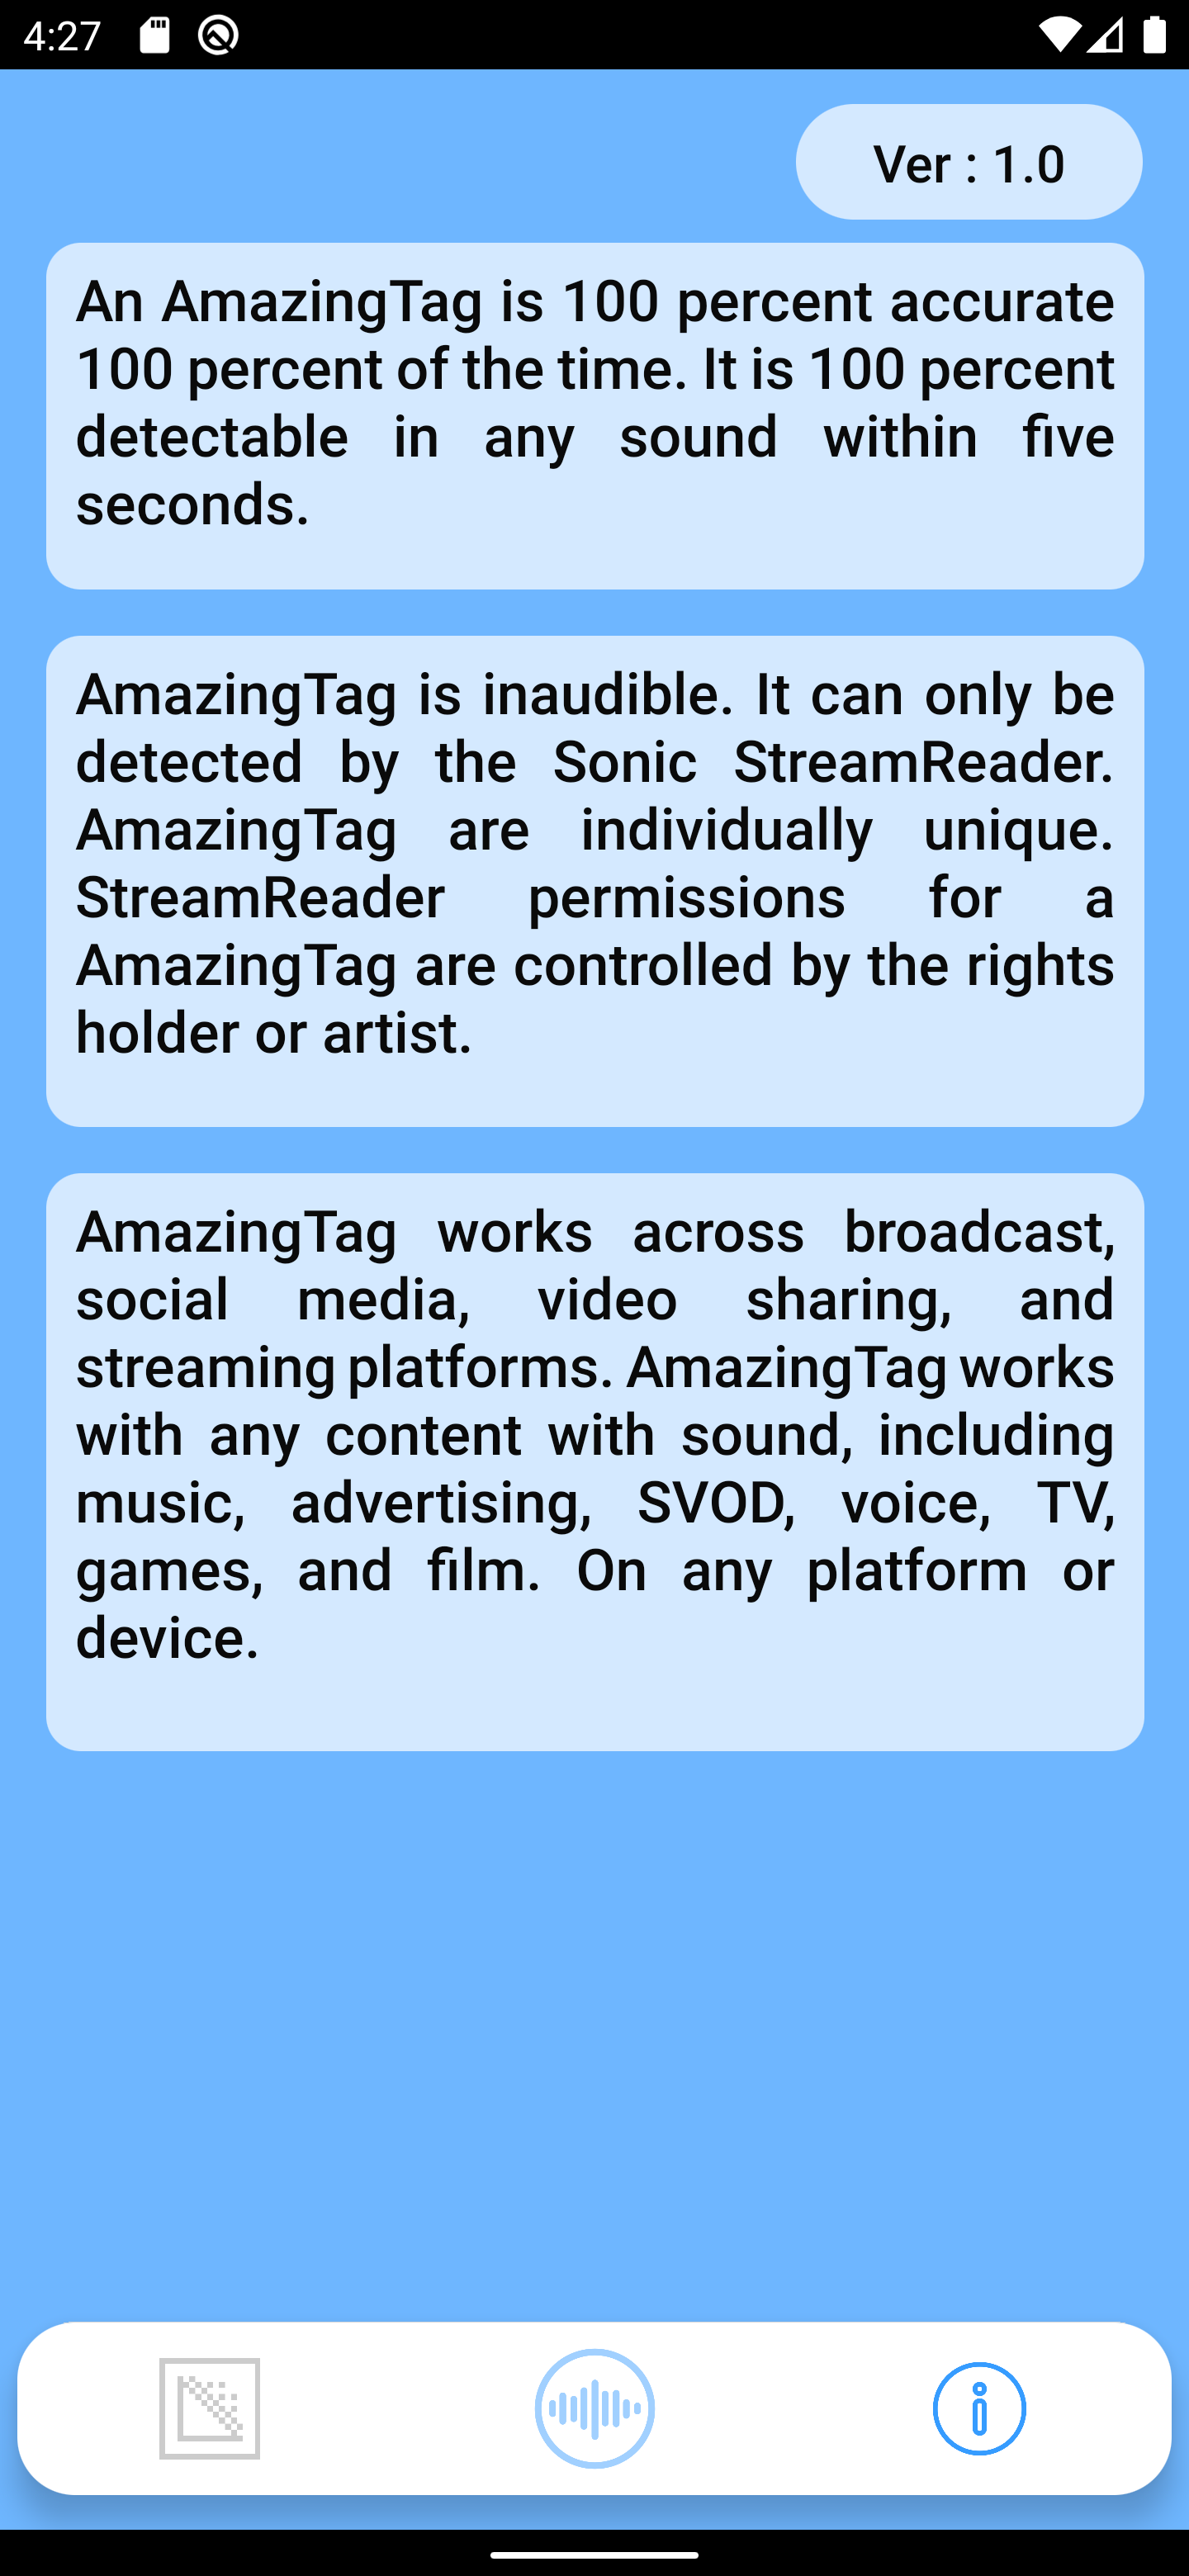 4:27
Ver : 1.0
An AmazingTag is 100 percent accurate
100 percent of the time. It is 100 percent
detectable in any sound within five
seconds.
AmazingTag is inaudible. It can only be
detected by the Sonic StreamReader.
AmazingTag are individually unique.
StreamReader permissions for a
AmazingTag are controlled by the rights
holder or artist.
AmazingTag works across broadcast,
social media, video sharing, and
streaming platforms. AmazingTag works
with any content with sound, including
music, advertising, SVOD, voice, TV,
games, and film. On any platform or
device.